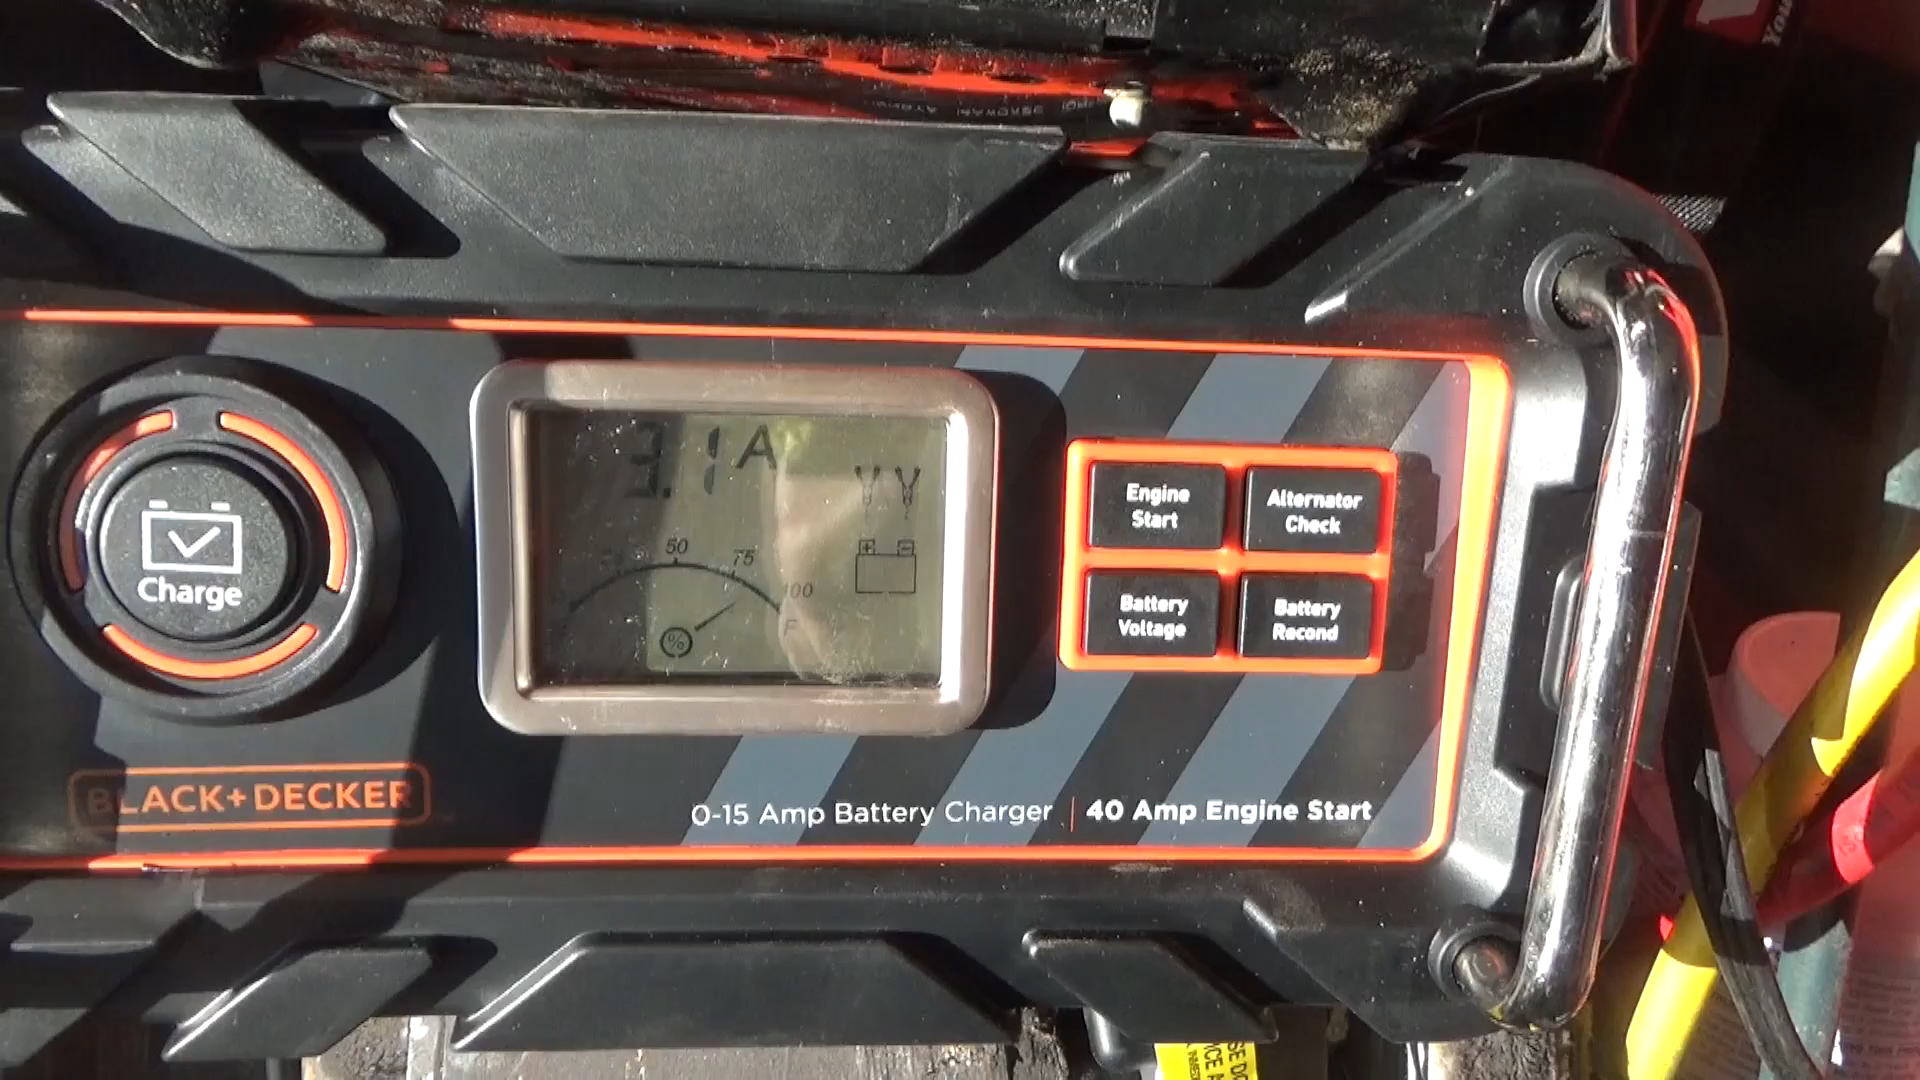 3.1 A
50
75
100
F
%
+ −
Charge
Engine
Start
Alternator
Check
Battery
Voltage
Battery
Recond
BLACK+DECKER
0-15 Amp Battery Charger | 40 Amp Engine Start